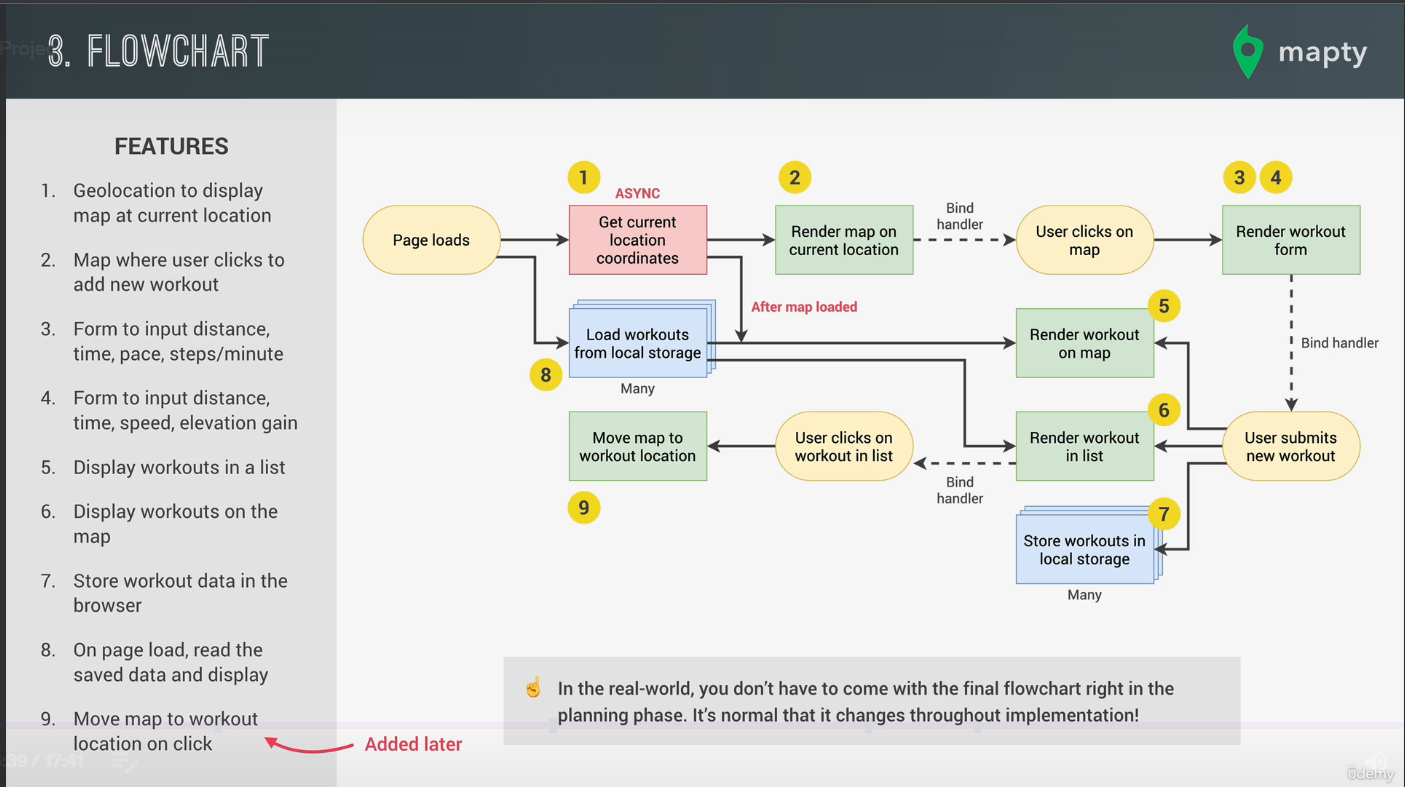 3. FLOWCHART
mapty
FEATURES
1. Geolocation to display
map at current location
2. Map where user clicks to
add new workout
3. Form to input distance,
time, pace, steps/minute
4. Form to input distance,
time, speed, elevation gain
5. Display workouts in a list
6. Display workouts on the
map
7. Store workout data in the
browser
8. On page load, read the
saved data and display
9. Move map to workout
location on click
Added later
1
2
3 4
ASYNC
Page loads
Get current
location
coordinates
Render map on
current location
Bind
handler
User clicks on
map
Render workout
form
After map loaded
5
Load workouts
from local storage
Render workout
on map
Bind handler
8
Many
6
Move map to
workout location
User clicks on
workout in list
Render workout
in list
User submits
new workout
Bind
handler
9
7
Store workouts in
local storage
Many
☝ In the real-world, you don’t have to come with the final flowchart right in the
planning phase. It’s normal that it changes throughout implementation!
39 / 17:41
ûdemy